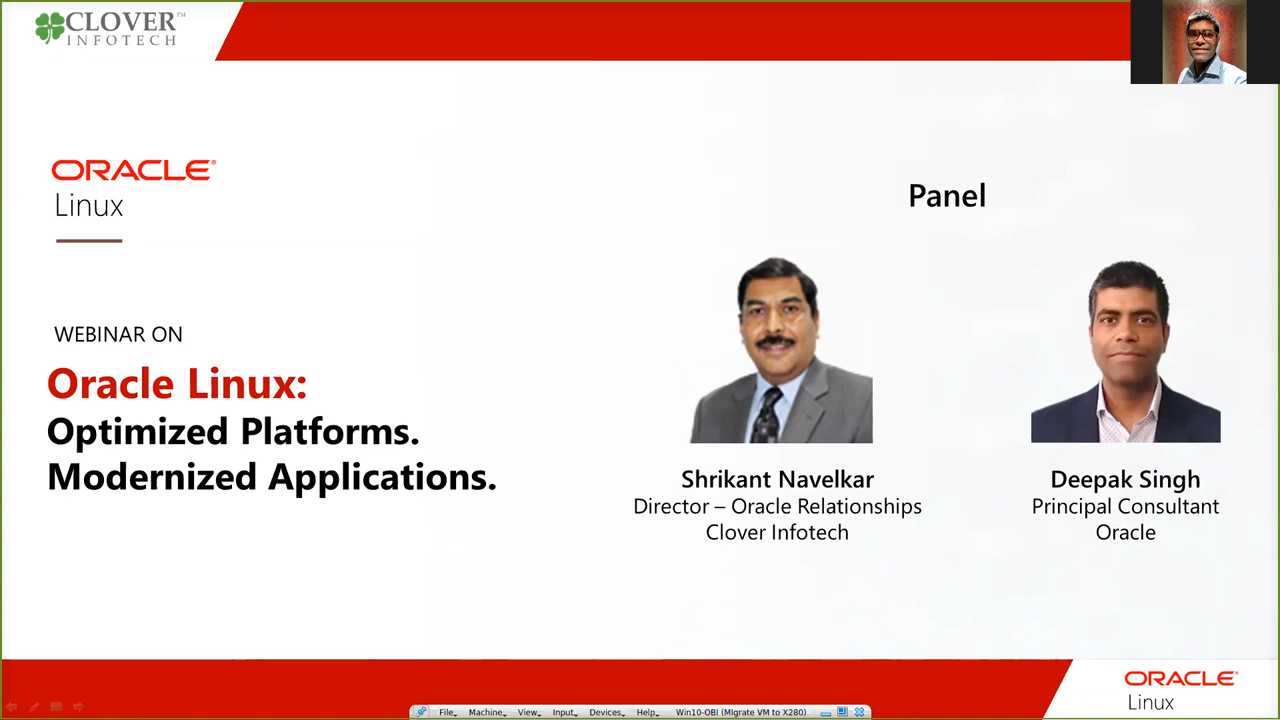 CLOVER™
INFOTECH
ORACLE®
Linux
Panel
WEBINAR ON
Oracle Linux:
Optimized Platforms.
Modernized Applications.
Shrikant Navelkar
Director – Oracle Relationships
Clover Infotech
Deepak Singh
Principal Consultant
Oracle
ORACLE®
Linux
File Machine View Input Devices Help Win10-OBI (MIgrate VM to X280)